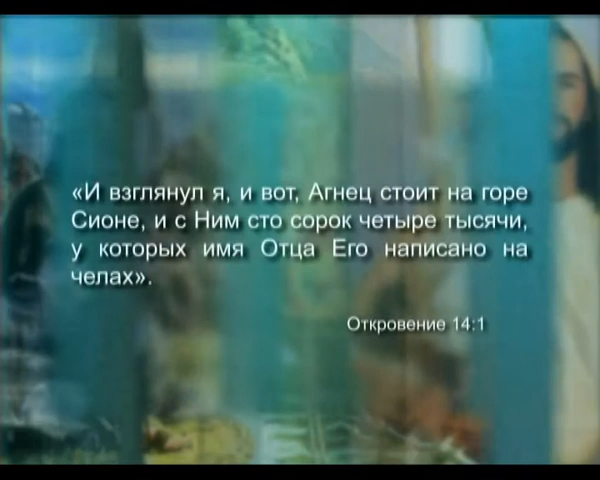 «И взглянул я, и вот, Агнец стоит на горе
Сионе, и с Ним сто сорок четыре тысячи,
у которых имя Отца Его написано на
челах».
Откровение 14:1